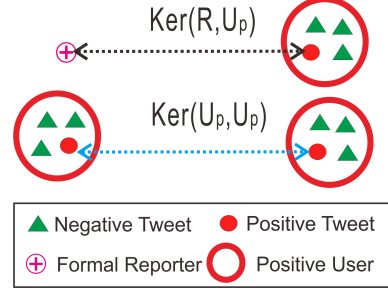 Ker(R,Up)
Ker(Up,Up)
Negative Tweet Positive Tweet
Formal Reporter Positive User